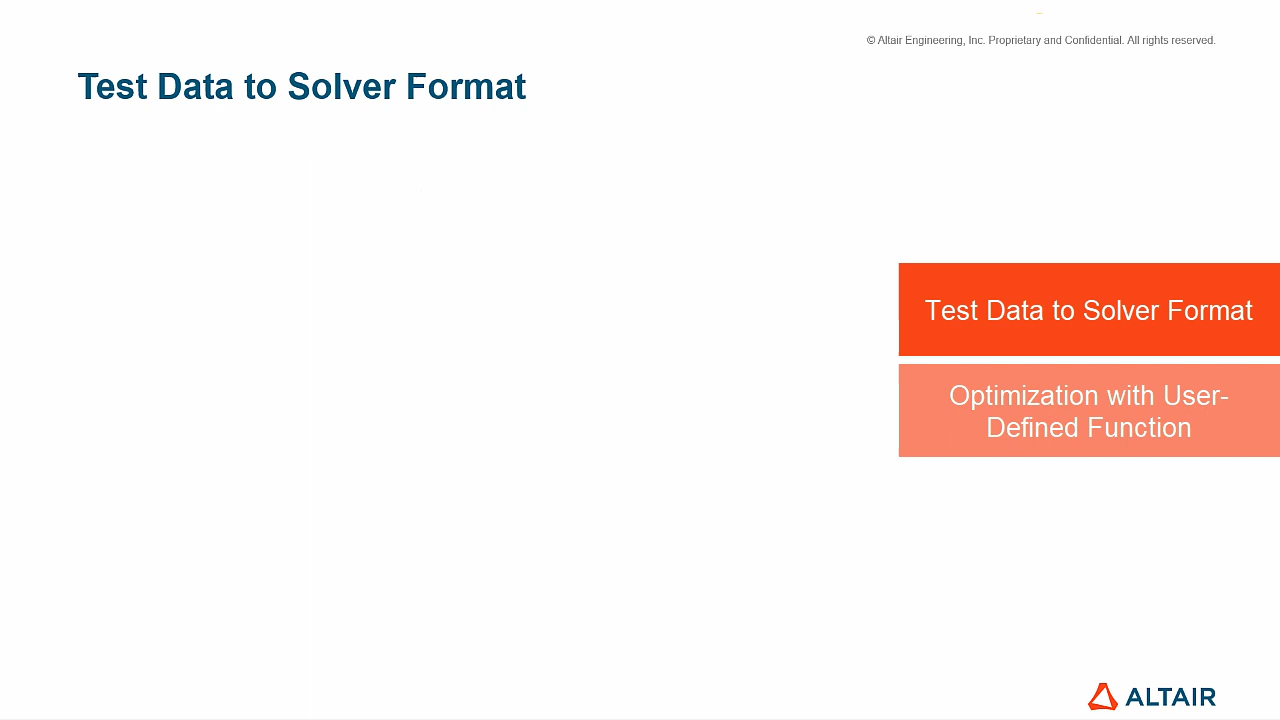 © Altair Engineering, Inc. Proprietary and Confidential. All rights reserved.
Test Data to Solver Format
Test Data to Solver Format
Optimization with User-
Defined Function
ALTAIR